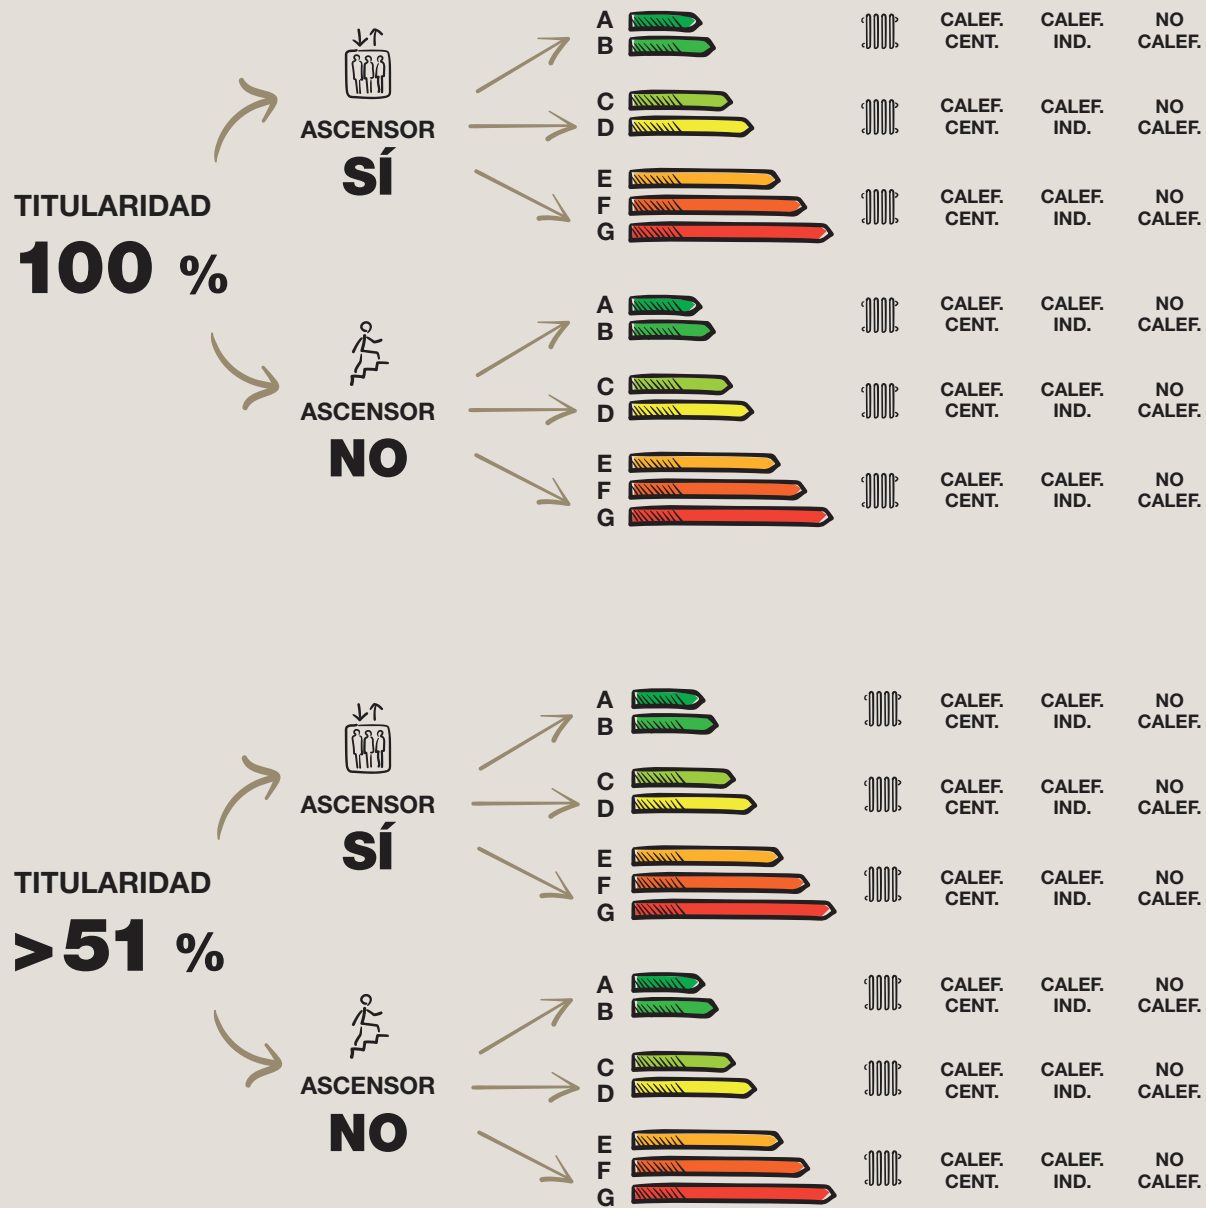 TITULARIDAD
100 %
ASCENSOR
SÍ
A
B
CALEF. CENT.
CALEF. IND.
NO CALEF.
C
D
CALEF. CENT.
CALEF. IND.
NO CALEF.
E
F
G
CALEF. CENT.
CALEF. IND.
NO CALEF.
ASCENSOR
NO
A
B
CALEF. CENT.
CALEF. IND.
NO CALEF.
C
D
CALEF. CENT.
CALEF. IND.
NO CALEF.
E
F
G
CALEF. CENT.
CALEF. IND.
NO CALEF.
TITULARIDAD
>51 %
ASCENSOR
SÍ
A
B
CALEF. CENT.
CALEF. IND.
NO CALEF.
C
D
CALEF. CENT.
CALEF. IND.
NO CALEF.
E
F
G
CALEF. CENT.
CALEF. IND.
NO CALEF.
ASCENSOR
NO
A
B
CALEF. CENT.
CALEF. IND.
NO CALEF.
C
D
CALEF. CENT.
CALEF. IND.
NO CALEF.
E
F
G
CALEF. CENT.
CALEF. IND.
NO CALEF.